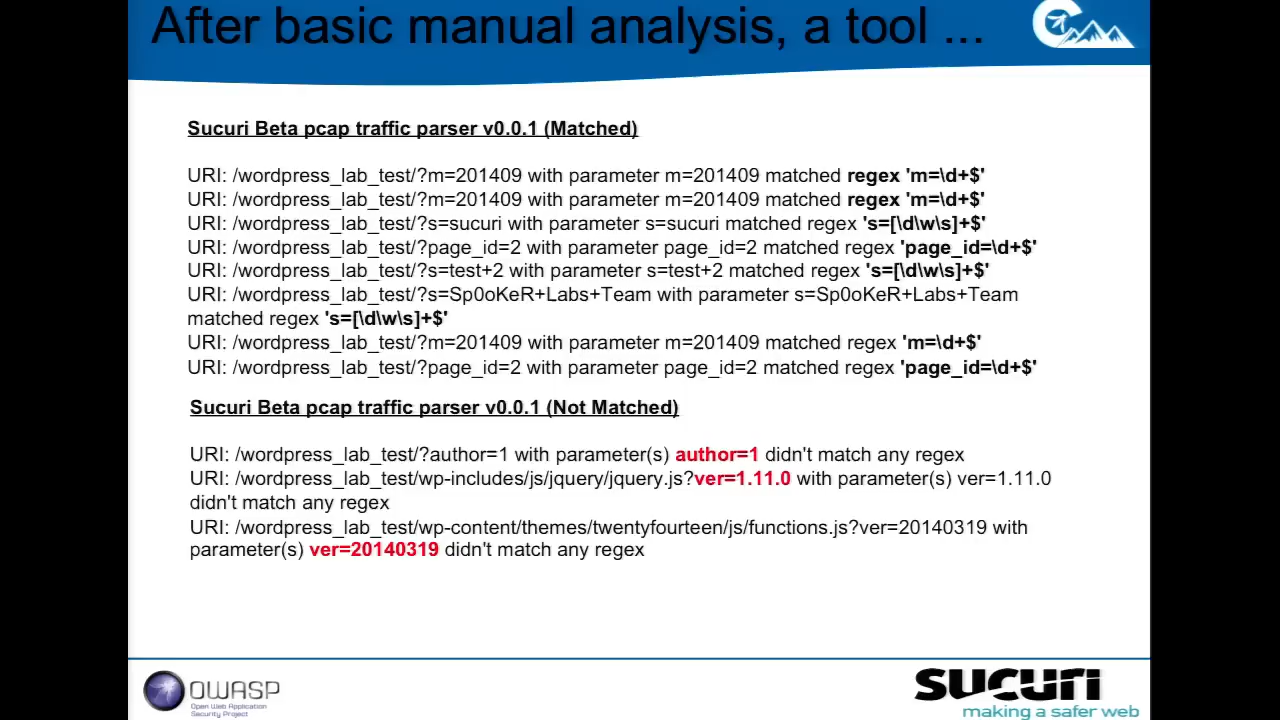 After basic manual analysis, a tool ...
Sucuri Beta pcap traffic parser v0.0.1 (Matched)
URI: /wordpress_lab_test/?m=201409 with parameter m=201409 matched regex 'm=\d+$'
URI: /wordpress_lab_test/?m=201409 with parameter m=201409 matched regex 'm=\d+$'
URI: /wordpress_lab_test/?s=sucuri with parameter s=sucuri matched regex 's=[\d\w\s]+$'
URI: /wordpress_lab_test/?page_id=2 with parameter page_id=2 matched regex 'page_id=\d+$'
URI: /wordpress_lab_test/?s=test+2 with parameter s=test+2 matched regex 's=[\d\w\s]+$'
URI: /wordpress_lab_test/?s=Sp0oKeR+Labs+Team with parameter s=Sp0oKeR+Labs+Team
matched regex 's=[\d\w\s]+$'
URI: /wordpress_lab_test/?m=201409 with parameter m=201409 matched regex 'm=\d+$'
URI: /wordpress_lab_test/?page_id=2 with parameter page_id=2 matched regex 'page_id=\d+$'
Sucuri Beta pcap traffic parser v0.0.1 (Not Matched)
URI: /wordpress_lab_test/?author=1 with parameter(s) author=1 didn't match any regex
URI: /wordpress_lab_test/wp-includes/js/jquery/jquery.js?ver=1.11.0 with parameter(s) ver=1.11.0
didn't match any regex
URI: /wordpress_lab_test/wp-content/themes/twentyfourteen/js/functions.js?ver=20140319 with
parameter(s) ver=20140319 didn't match any regex
OWASP
Open Web Application
Security Project
sucuri
making a safer web